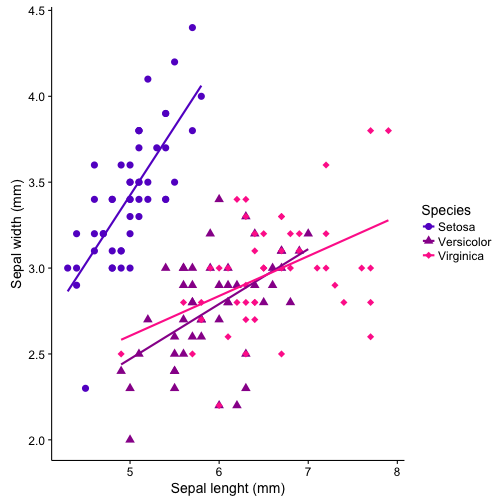 4.5
4.0
3.5
3.0
2.5
2.0
Sepal width (mm)
5
6
7
8
Sepal lenght (mm)
Species
Setosa
Versicolor
Virginica